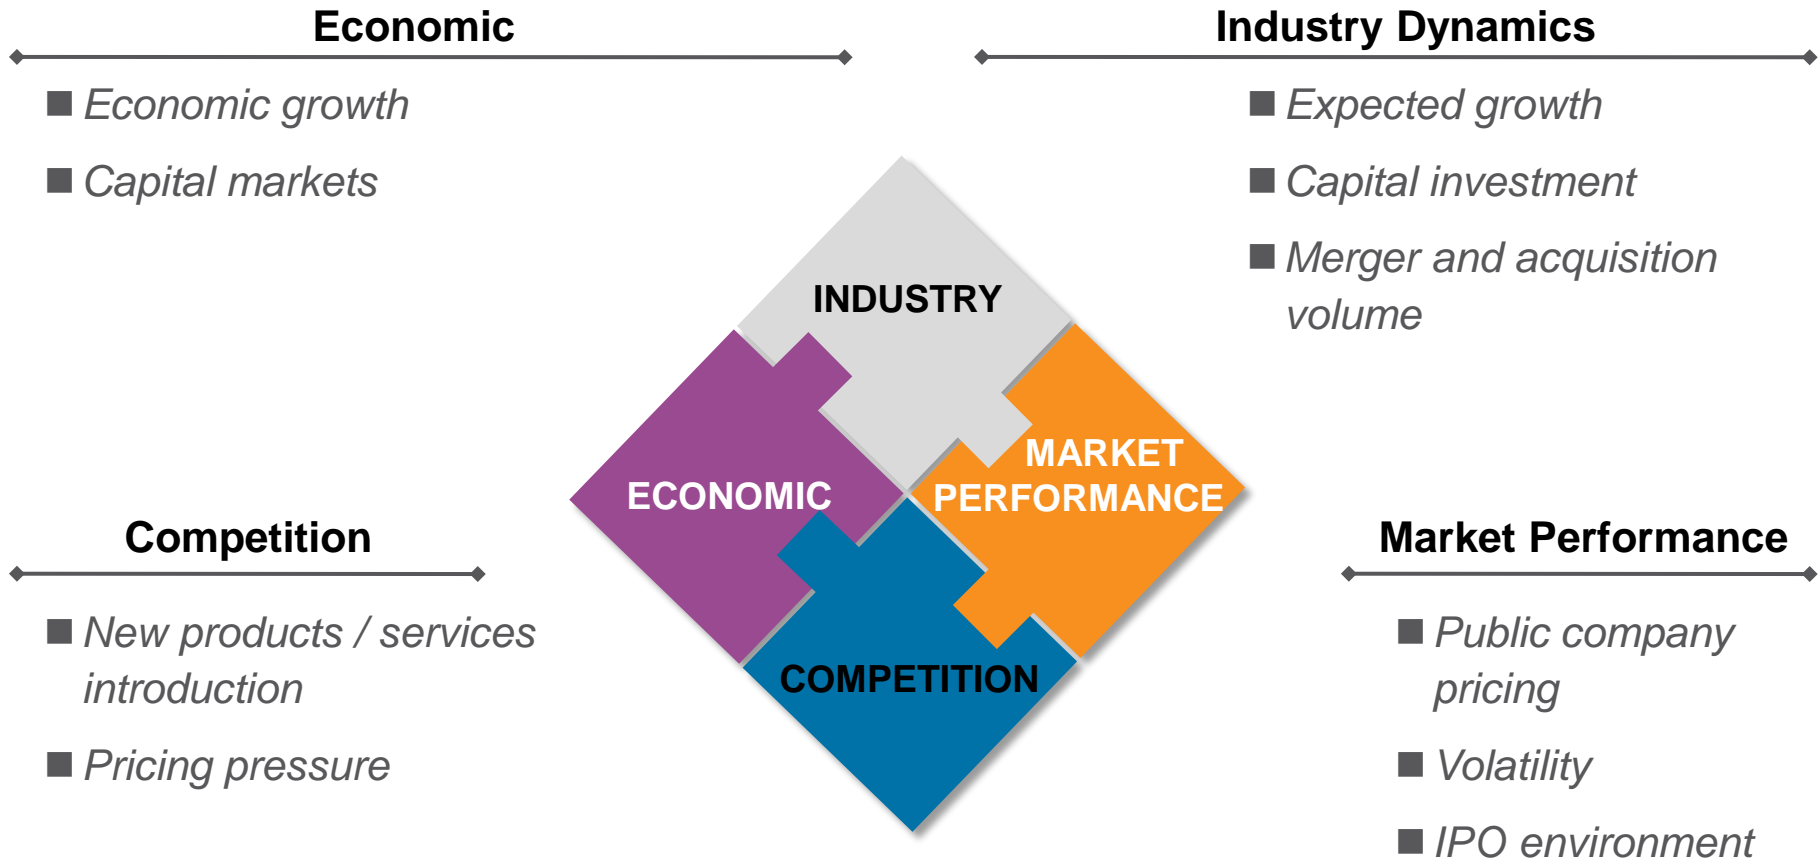 Economic
■ Economic growth
■ Capital markets
Industry Dynamics
■ Expected growth
■ Capital investment
■ Merger and acquisition
volume
INDUSTRY
ECONOMIC
MARKET
PERFORMANCE
COMPETITION
Competition
■ New products / services
introduction
■ Pricing pressure
Market Performance
■ Public company
pricing
■ Volatility
■ IPO environment